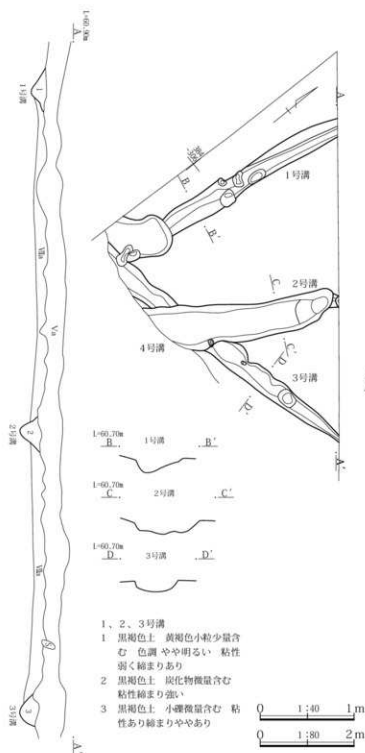 L=60.90m
A
1号溝
1
Ⅶa
Ⅴa
2号溝
2
Ⅶa
3号溝
3
A'
A
1号溝
B
B'
2号溝
C
C'
4号溝
3号溝
D
D'
A'
L=60.70m
B 1号溝 B'
L=60.70m
C 2号溝 C'
L=60.70m
D 3号溝 D'
1、2、3号溝
1 黒褐色土 黄褐色小粒少量含
む 色調 やや明るい 粘性
弱く締まりあり
2 黒褐色土 炭化物微量含む
粘性締まり強い
3 黒褐色土 小礫微量含む 粘
性あり締まりややあり
0 1:40 1m
0 1:80 2m